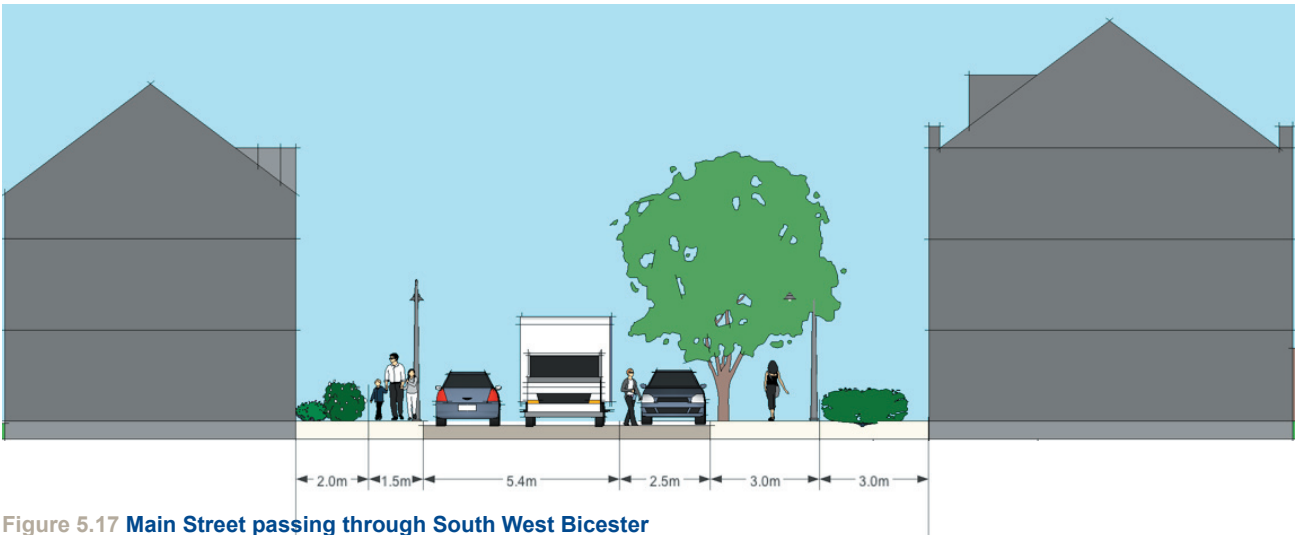 2.0m 1.5m 5.4m 2.5m 3.0m 3.0m
Figure 5.17 Main Street passing through South West Bicester